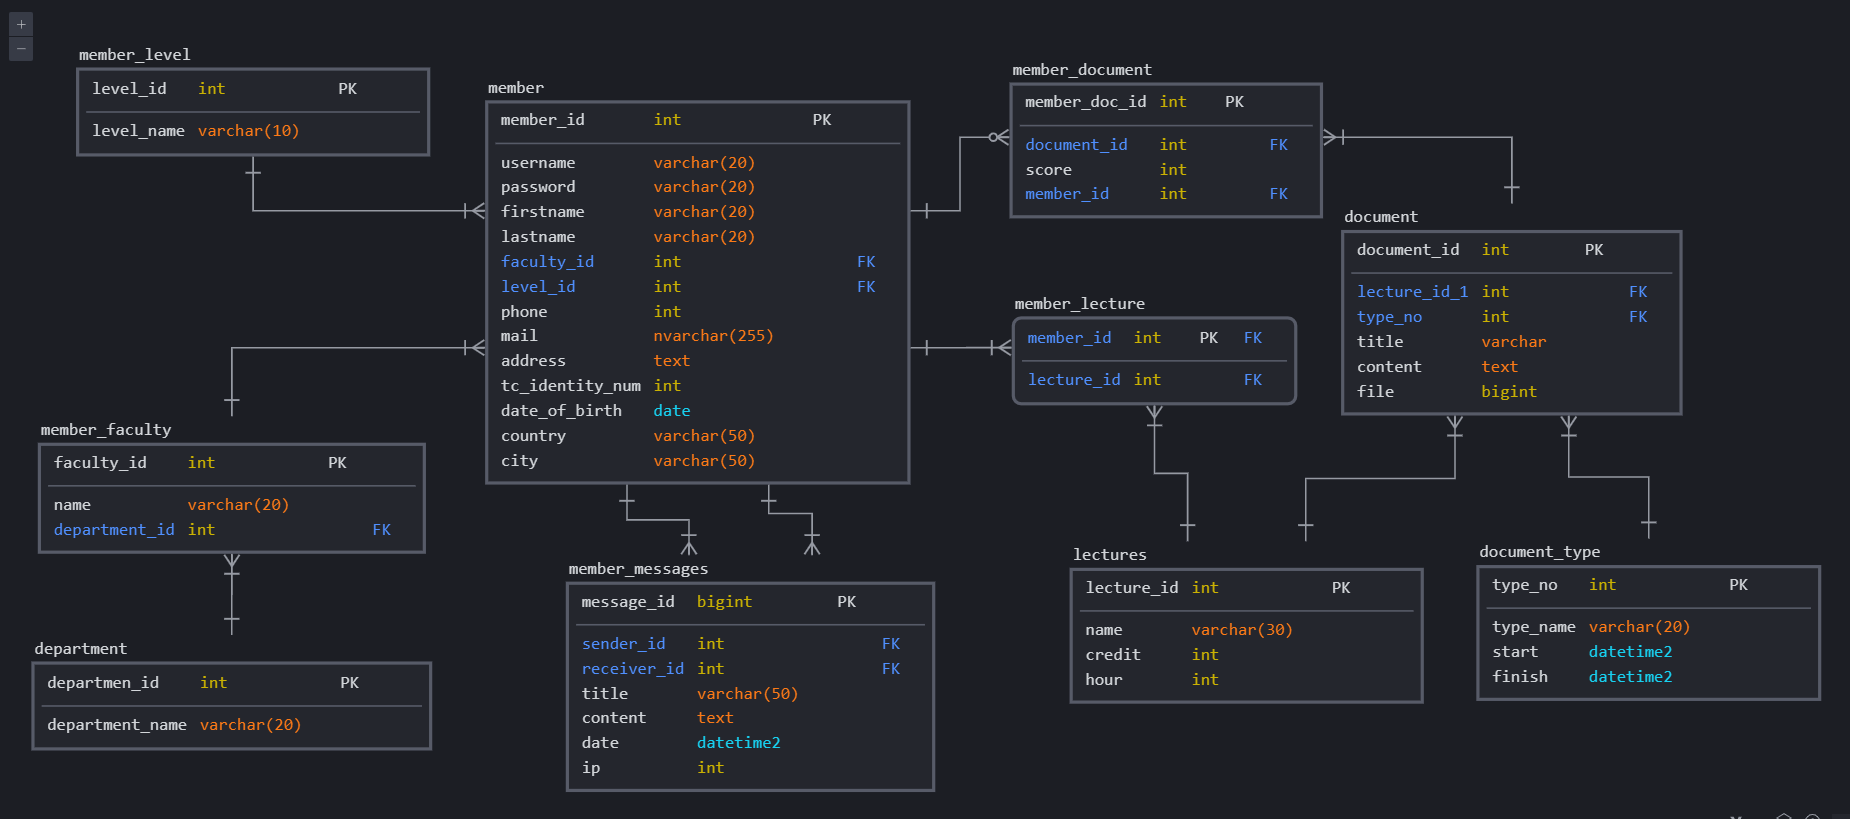 +
−
member_level
level_id int PK
level_name varchar(10)
member
member_id int PK
username varchar(20)
password varchar(20)
firstname varchar(20)
lastname varchar(20)
faculty_id int FK
level_id int FK
phone int
mail nvarchar(255)
address text
tc_identity_num int
date_of_birth date
country varchar(50)
city varchar(50)
member_document
member_doc_id int PK
document_id int FK
score int
member_id int FK
document
document_id int PK
lecture_id_1 int FK
type_no int FK
title varchar
content text
file bigint
member_lecture
member_id int PK FK
lecture_id int FK
member_faculty
faculty_id int PK
name varchar(20)
department_id int FK
department
departmen_id int PK
department_name varchar(20)
member_messages
message_id bigint PK
sender_id int FK
receiver_id int FK
title varchar(50)
content text
date datetime2
ip int
lectures
lecture_id int PK
name varchar(30)
credit int
hour int
document_type
type_no int PK
type_name varchar(20)
start datetime2
finish datetime2